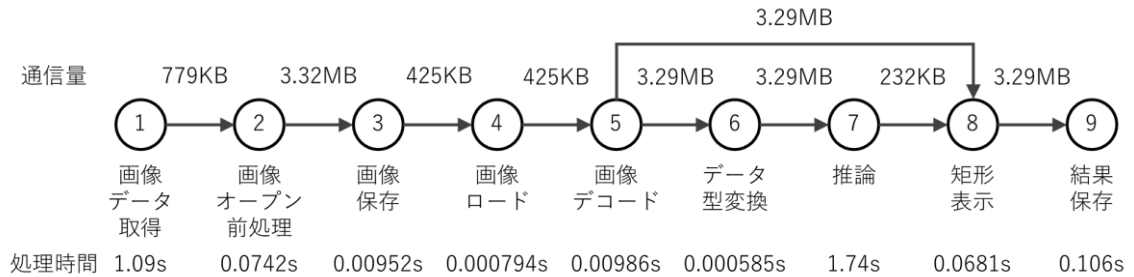 3.29MB
通信量 779KB 3.32MB 425KB 425KB 3.29MB 3.29MB 232KB 3.29MB
1 2 3 4 5 6 7 8 9
画像 画像 画像 画像 画像 データ 推論 矩形 結果
データ オープン 保存 ロード デコード 型変換 表示 保存
取得 前処理
処理時間 1.09s 0.0742s 0.00952s 0.000794s 0.00986s 0.000585s 1.74s 0.0681s 0.106s